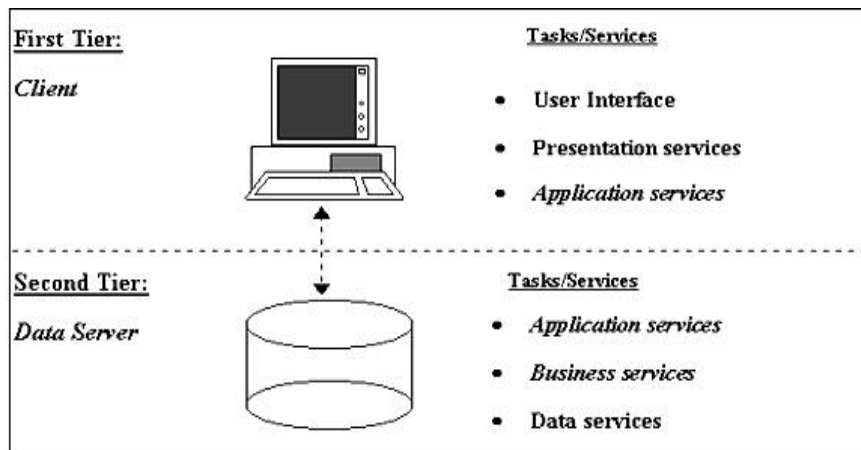 First Tier:
Client
Tasks/Services
• User Interface
• Presentation services
• Application services
Second Tier:
Data Server
Tasks/Services
• Application services
• Business services
• Data services